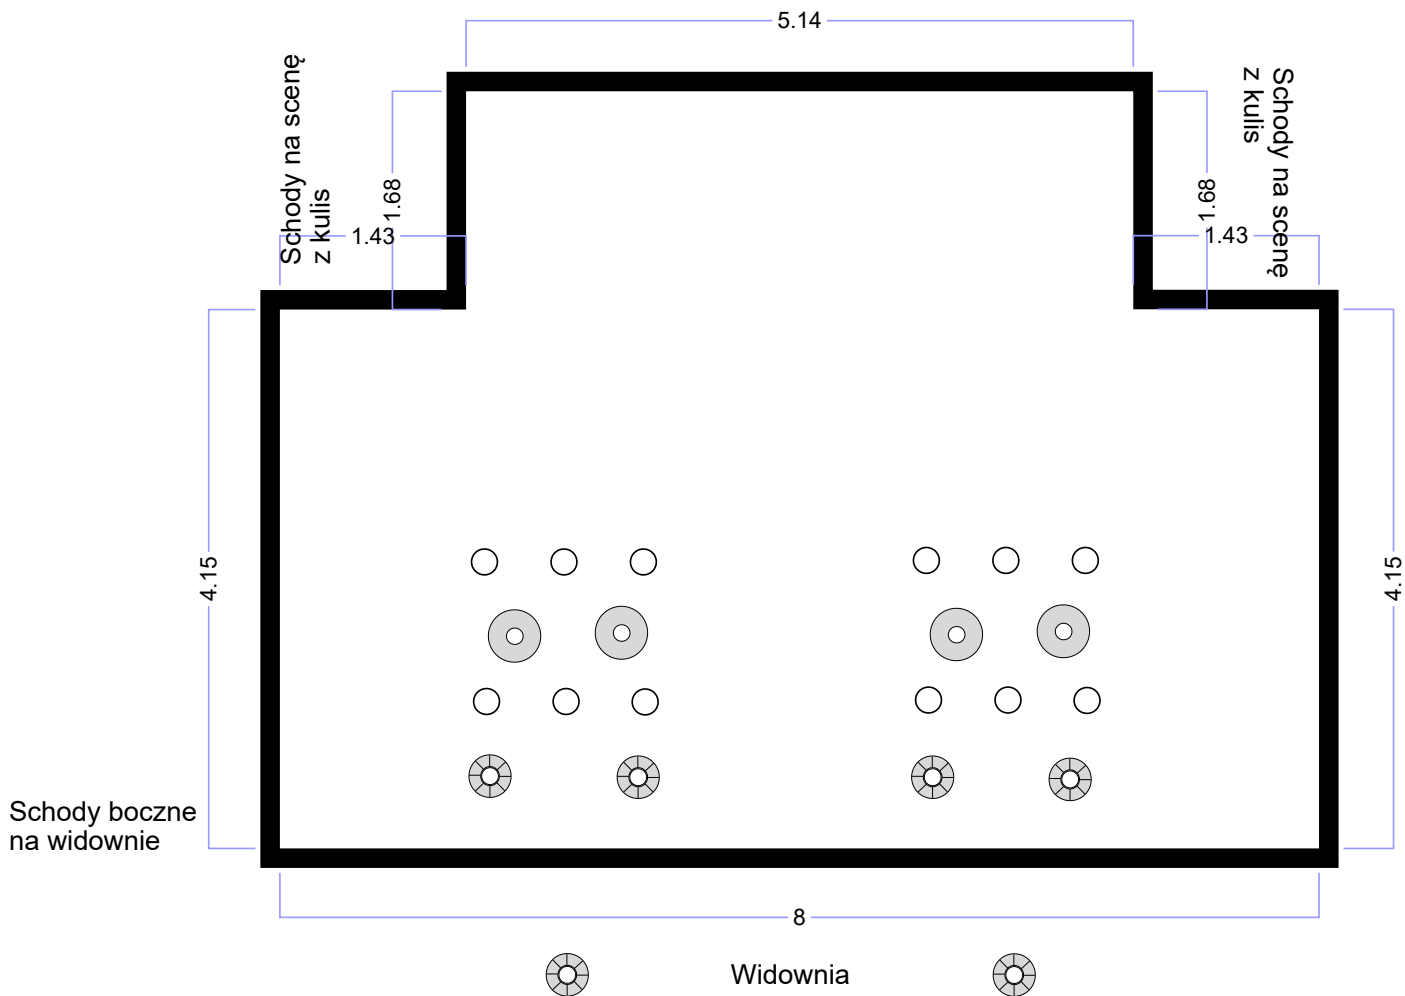 5.14
Schody na scenę
z kulis
Schody na scenę
z kulis
1.68
1.68
1.43
1.43
4.15
4.15
Schody boczne
na widownie
8
Widownia